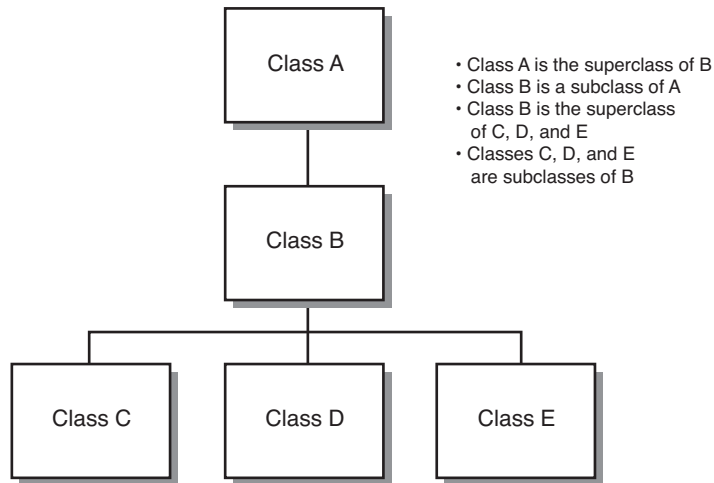 Class A
• Class A is the superclass of B
• Class B is a subclass of A
• Class B is the superclass
of C, D, and E
• Classes C, D, and E
are subclasses of B
Class B
Class C
Class D
Class E